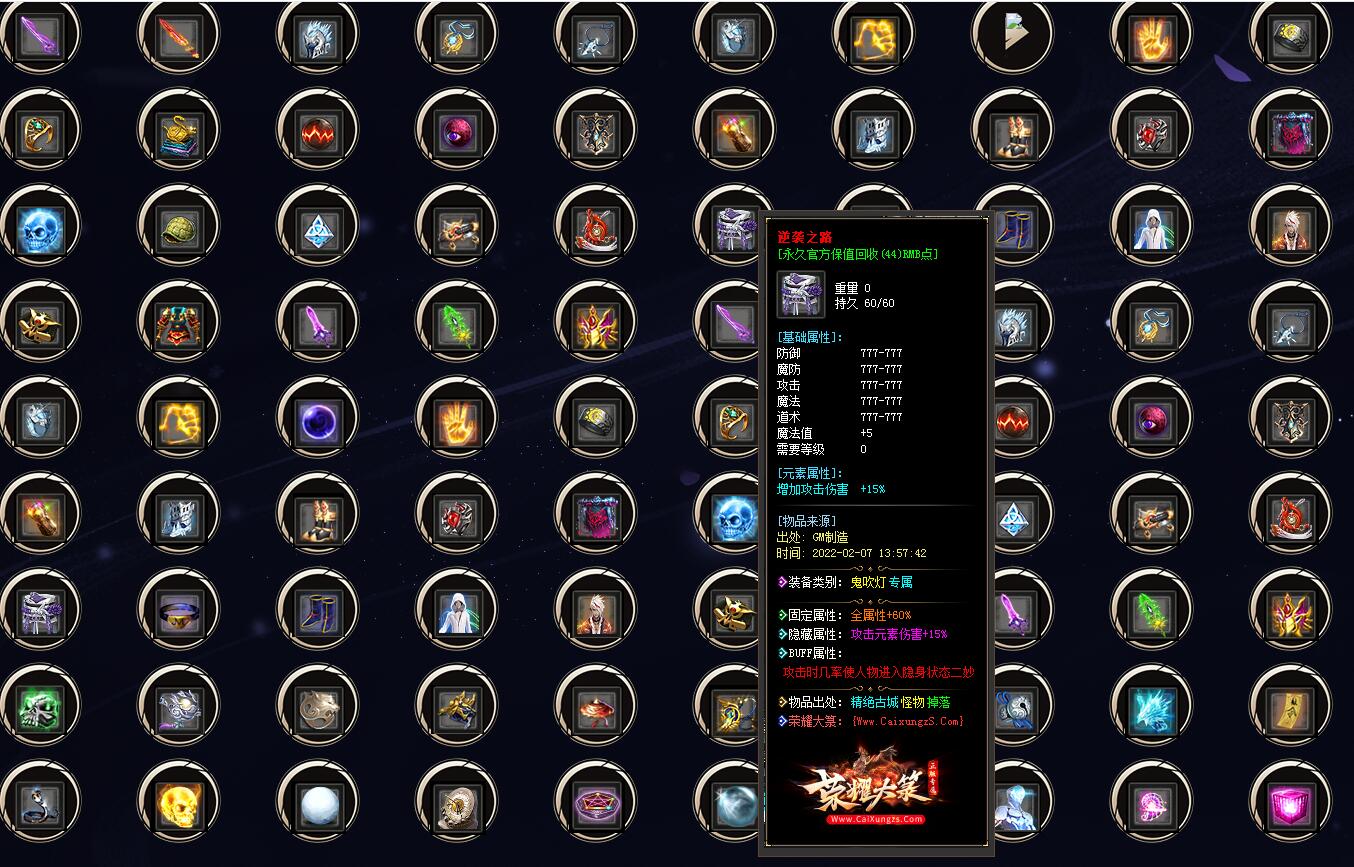 逆袭之路
[永久官方保值回收(44)RMB点]
重量 0
持久 60/60
[基础属性]:
防御 777-777
魔防 777-777
攻击 777-777
魔法 777-777
道术 777-777
魔法值 +5
需要等级 0
[元素属性]:
增加攻击伤害 +15%
[物品来源]
出处: GM制造
时间: 2022-02-07 13:57:42
装备类别: 鬼吹灯专属
固定属性: 全属性+60%
隐藏属性: 攻击元素伤害+15%
BUFF属性:
攻击时几率使人物进入隐身状态二妙
物品出处: 精绝古城怪物掉落
荣耀大箓: {Www.CaixungzS.Com}
荣耀大箓
Www.CaiXungzs.Com